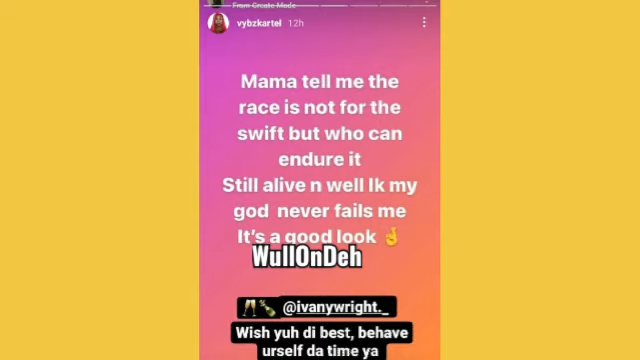 From Create Mode
vybzkartel 12h
Mama tell me the
race is not for the
swift but who can
endure it
Still alive n well Ik my
god never fails me
It's a good look 🤞
WullOnDeh
🥂🍾 @ivanywright._
Wish yuh di best, behave
urself da time ya